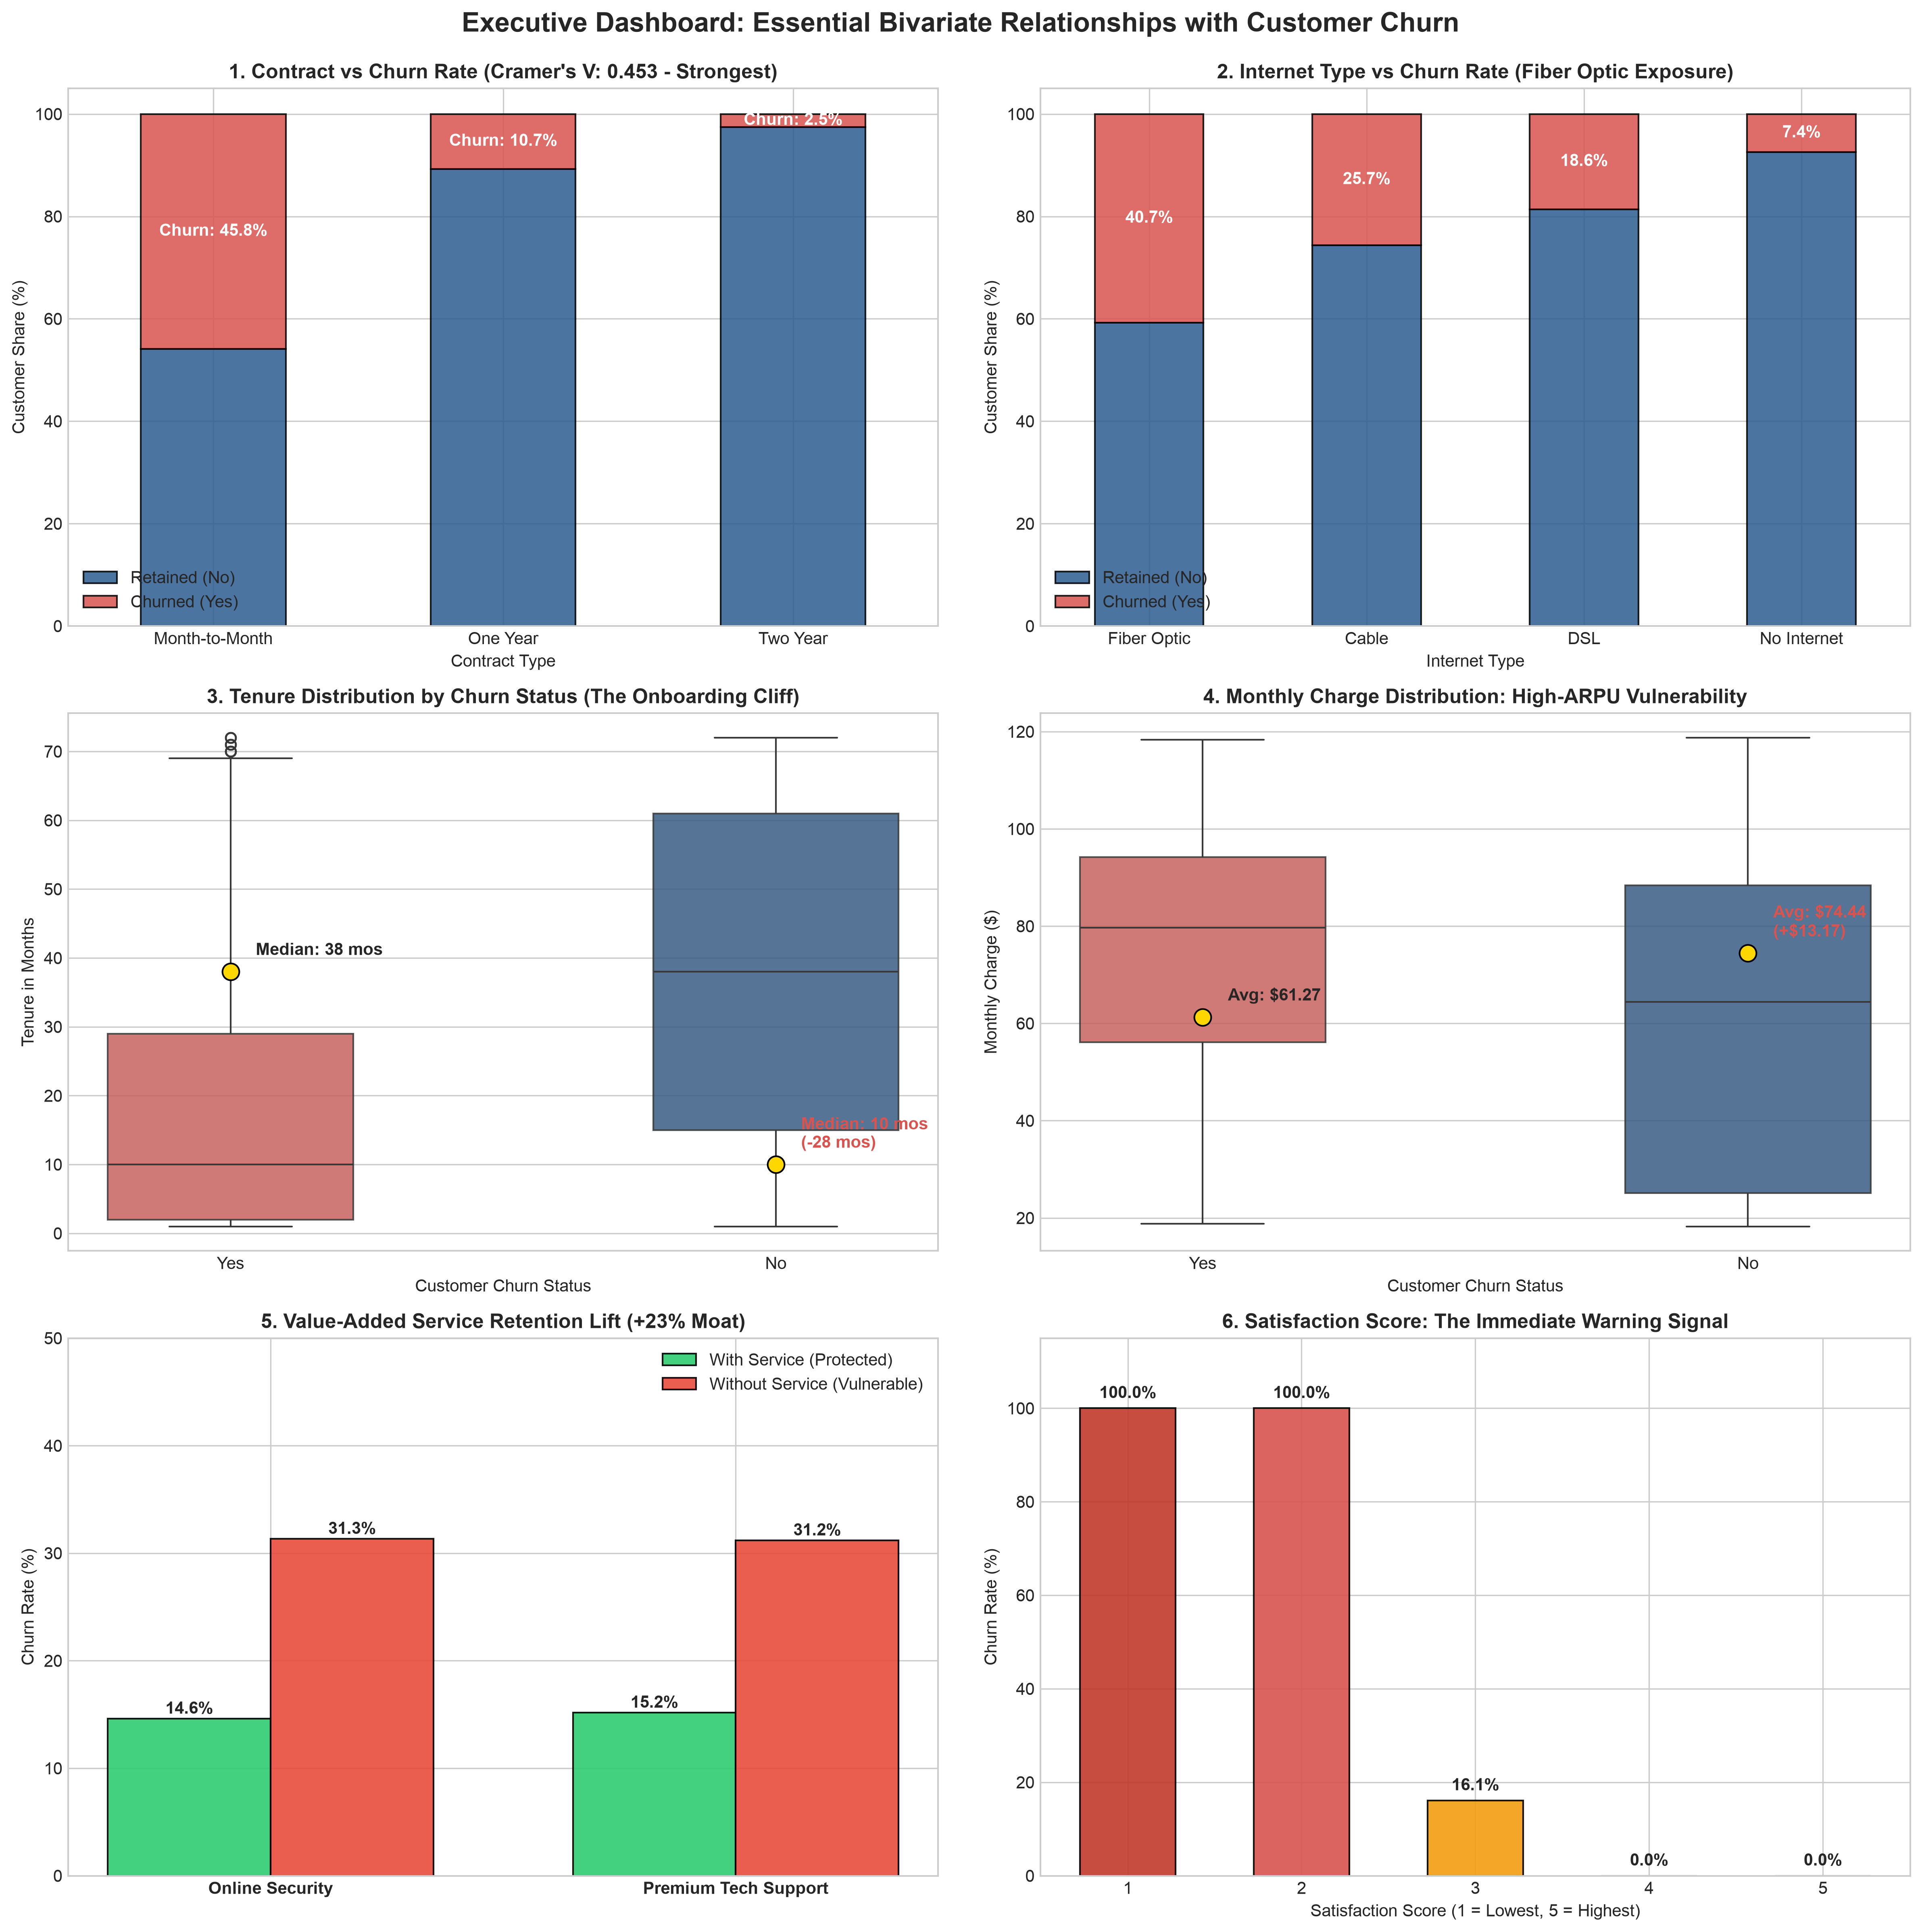 Executive Dashboard: Essential Bivariate Relationships with Customer Churn
1. Contract vs Churn Rate (Cramer's V: 0.453 - Strongest)
Customer Share (%)
100
80
60
40
20
0
Churn: 45.8%
Churn: 10.7%
Churn: 2.5%
Retained (No)
Churned (Yes)
Month-to-Month
One Year
Two Year
Contract Type
2. Internet Type vs Churn Rate (Fiber Optic Exposure)
Customer Share (%)
100
80
60
40
20
0
40.7%
25.7%
18.6%
7.4%
Retained (No)
Churned (Yes)
Fiber Optic
Cable
DSL
No Internet
Internet Type
3. Tenure Distribution by Churn Status (The Onboarding Cliff)
Tenure in Months
70
60
50
40
30
20
10
0
Median: 38 mos
Median: 10 mos
(-28 mos)
Yes
No
Customer Churn Status
4. Monthly Charge Distribution: High-ARPU Vulnerability
Monthly Charge ($)
120
100
80
60
40
20
Avg: $61.27
Avg: $74.44
(+$13.17)
Yes
No
Customer Churn Status
5. Value-Added Service Retention Lift (+23% Moat)
Churn Rate (%)
50
40
30
20
10
0
With Service (Protected)
Without Service (Vulnerable)
14.6%
31.3%
15.2%
31.2%
Online Security
Premium Tech Support
6. Satisfaction Score: The Immediate Warning Signal
Churn Rate (%)
100
80
60
40
20
0
100.0%
100.0%
16.1%
0.0%
0.0%
1
2
3
4
5
Satisfaction Score (1 = Lowest, 5 = Highest)